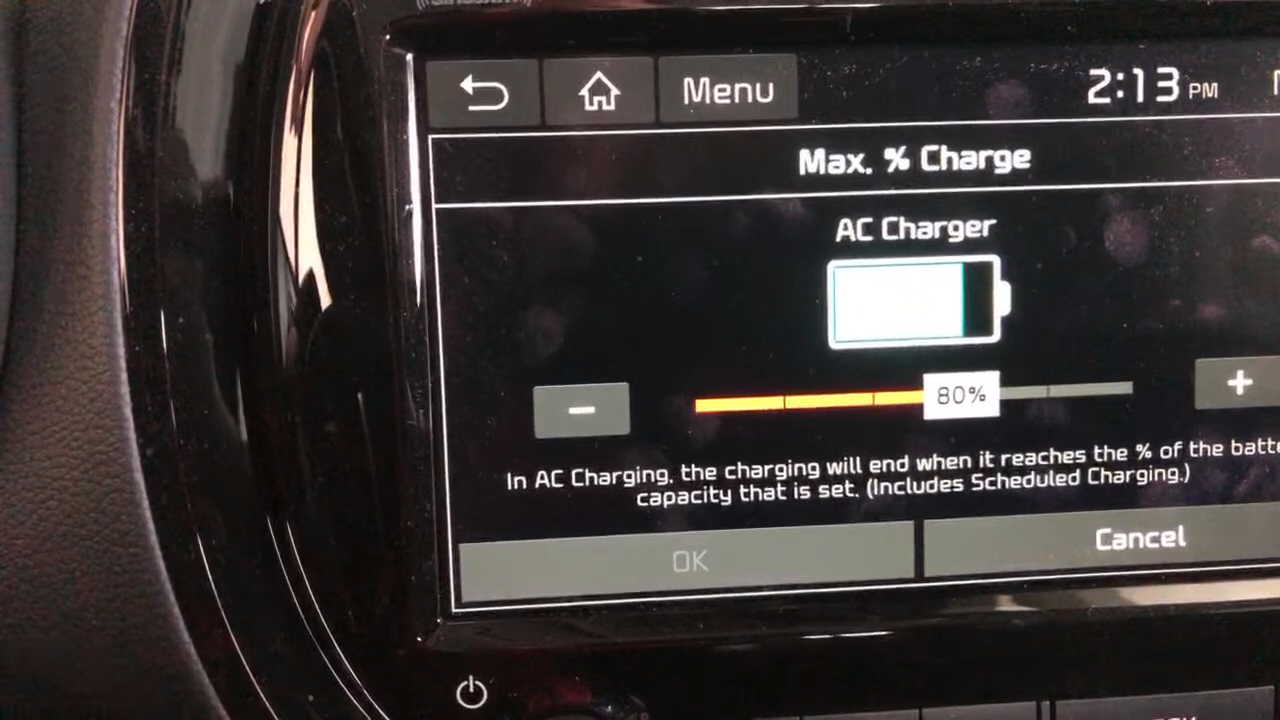 Menu
2:13 PM
Max. % Charge
AC Charger
80%
In AC Charging, the charging will end when it reaches the % of the
capacity that is set. (Includes Scheduled Charging.)
OK
Cancel